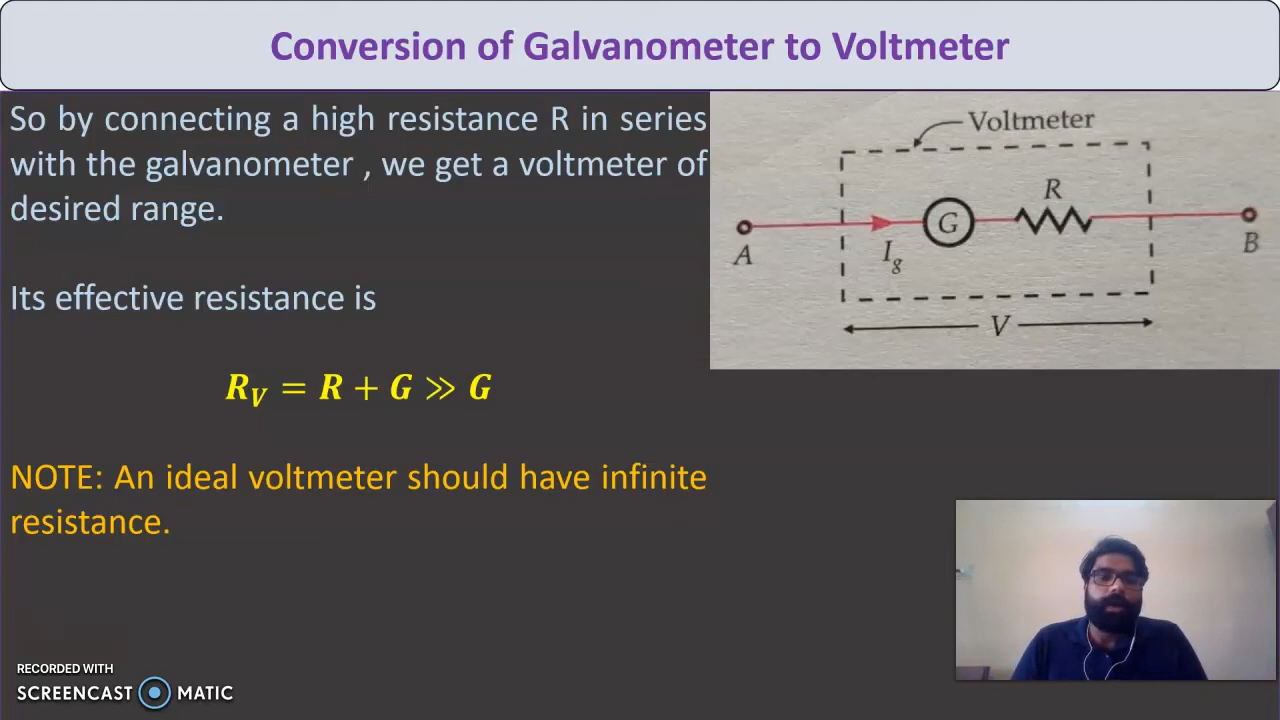 Conversion of Galvanometer to Voltmeter
So by connecting a high resistance R in series
with the galvanometer , we get a voltmeter of
desired range.
Its effective resistance is
R_V = R + G ≫ G
NOTE: An ideal voltmeter should have infinite
resistance.
Voltmeter
R
G
A
I_g
B
V
RECORDED WITH
SCREENCAST MATIC